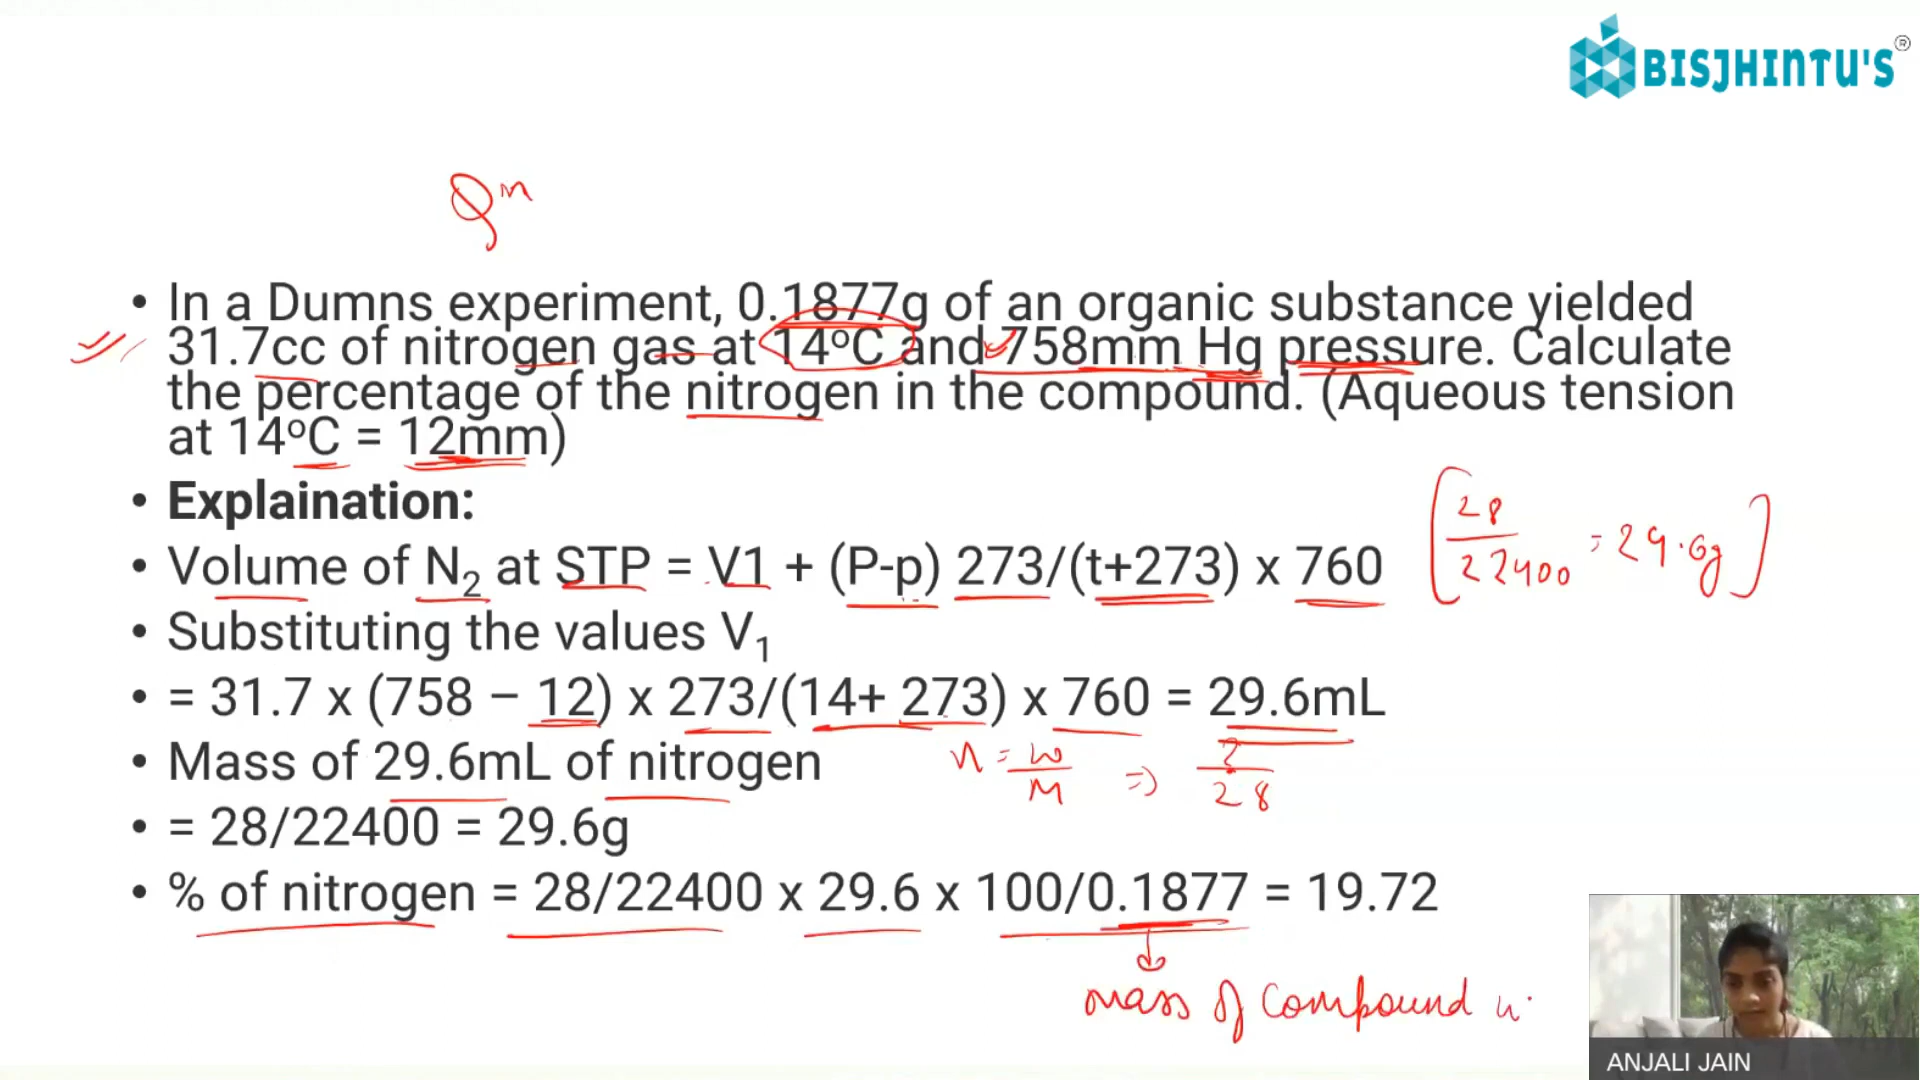 BISJHINTU'S®
Qn
• In a Dumns experiment, 0.1877g of an organic substance yielded
31.7cc of nitrogen gas at 14°C and 758mm Hg pressure. Calculate
the percentage of the nitrogen in the compound. (Aqueous tension
at 14°C = 12mm)
• Explaination:
• Volume of N₂ at STP = V1 + (P-p) 273/(t+273) x 760
[28/22400 = 29.6g]
• Substituting the values V₁
• = 31.7 x (758 – 12) x 273/(14+ 273) x 760 = 29.6mL
• Mass of 29.6mL of nitrogen
n = w/M => ?/28
• = 28/22400 = 29.6g
• % of nitrogen = 28/22400 x 29.6 x 100/0.1877 = 19.72
mass of compound
ANJALI JAIN